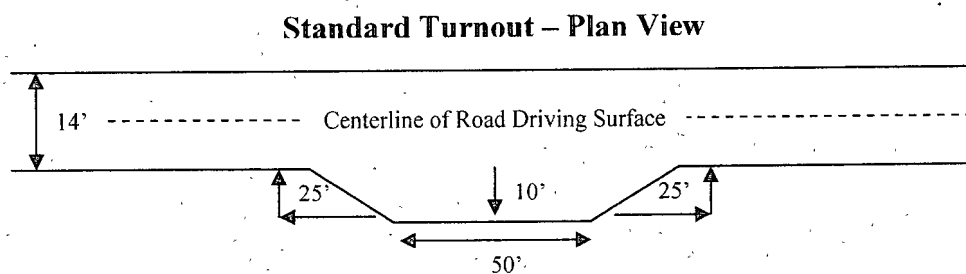 Standard Turnout – Plan View
14'
Centerline of Road Driving Surface
25'
10'
25'
50'